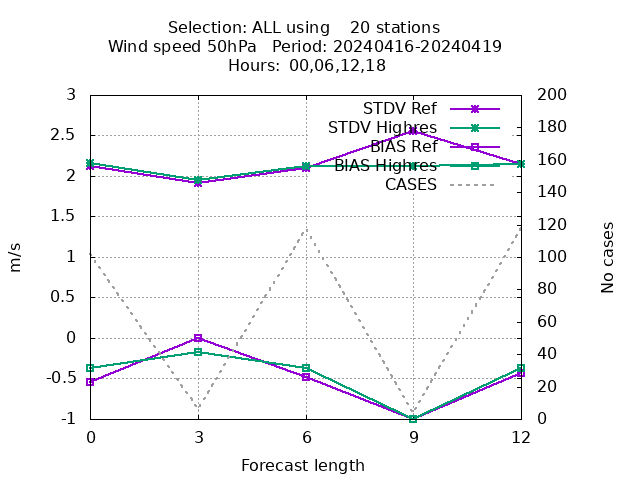 Selection: ALL using    20 stations
Wind speed 50hPa   Period: 20240416-20240419
Hours: 00,06,12,18
STDV Ref
STDV Highres
BIAS Ref
BIAS Highres
CASES
3
2.5
2
1.5
1
0.5
0
-0.5
-1
200
180
160
140
120
100
80
60
40
20
0
0
3
6
9
12
m/s
No cases
Forecast length